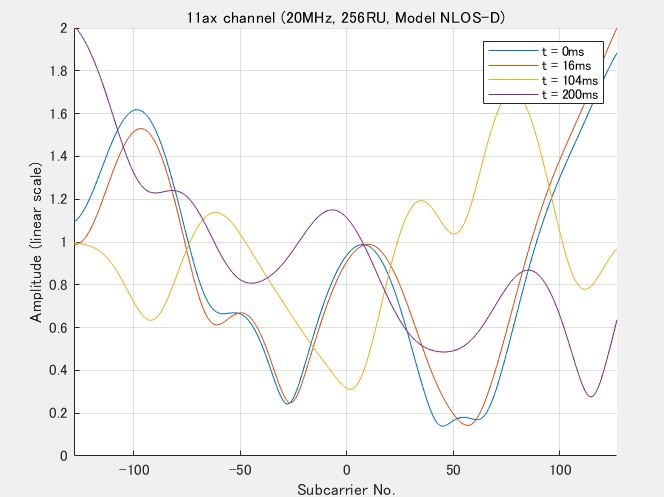 11ax channel (20MHz, 256RU, Model NLOS-D)
t = 0ms
t = 16ms
t = 104ms
t = 200ms
Amplitude (linear scale)
2
1.8
1.6
1.4
1.2
1
0.8
0.6
0.4
0.2
0
-100 -50 0 50 100
Subcarrier No.